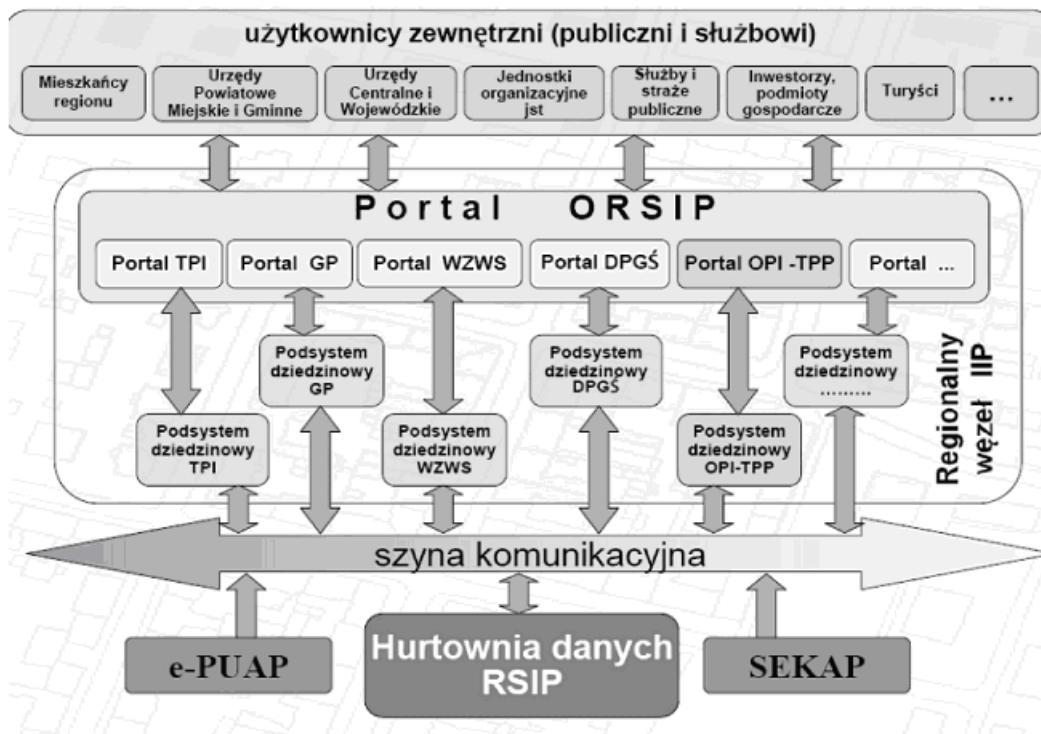 użytkownicy zewnętrzni (publiczni i służbowi)
Mieszkańcy
regionu
Urzędy
Powiatowe
Miejskie i Gminne
Urzędy
Centralne i
Wojewódzkie
Jednostki
organizacyjne
jst
Służby i
straże
publiczne
Inwestorzy,
podmioty
gospodarcze
Turyści
...
Portal ORSIP
Portal TPI
Portal GP
Portal WZWS
Portal DPGŚ
Portal OPI -TPP
Portal ...
Podsystem
dziedzinowy
GP
Podsystem
dziedzinowy
DPGŚ
Podsystem
dziedzinowy
.........
Podsystem
dziedzinowy
TPI
Podsystem
dziedzinowy
WZWS
Podsystem
dziedzinowy
OPI-TPP
Regionalny
węzeł IIP
szyna komunikacyjna
e-PUAP
Hurtownia danych
RSIP
SEKAP